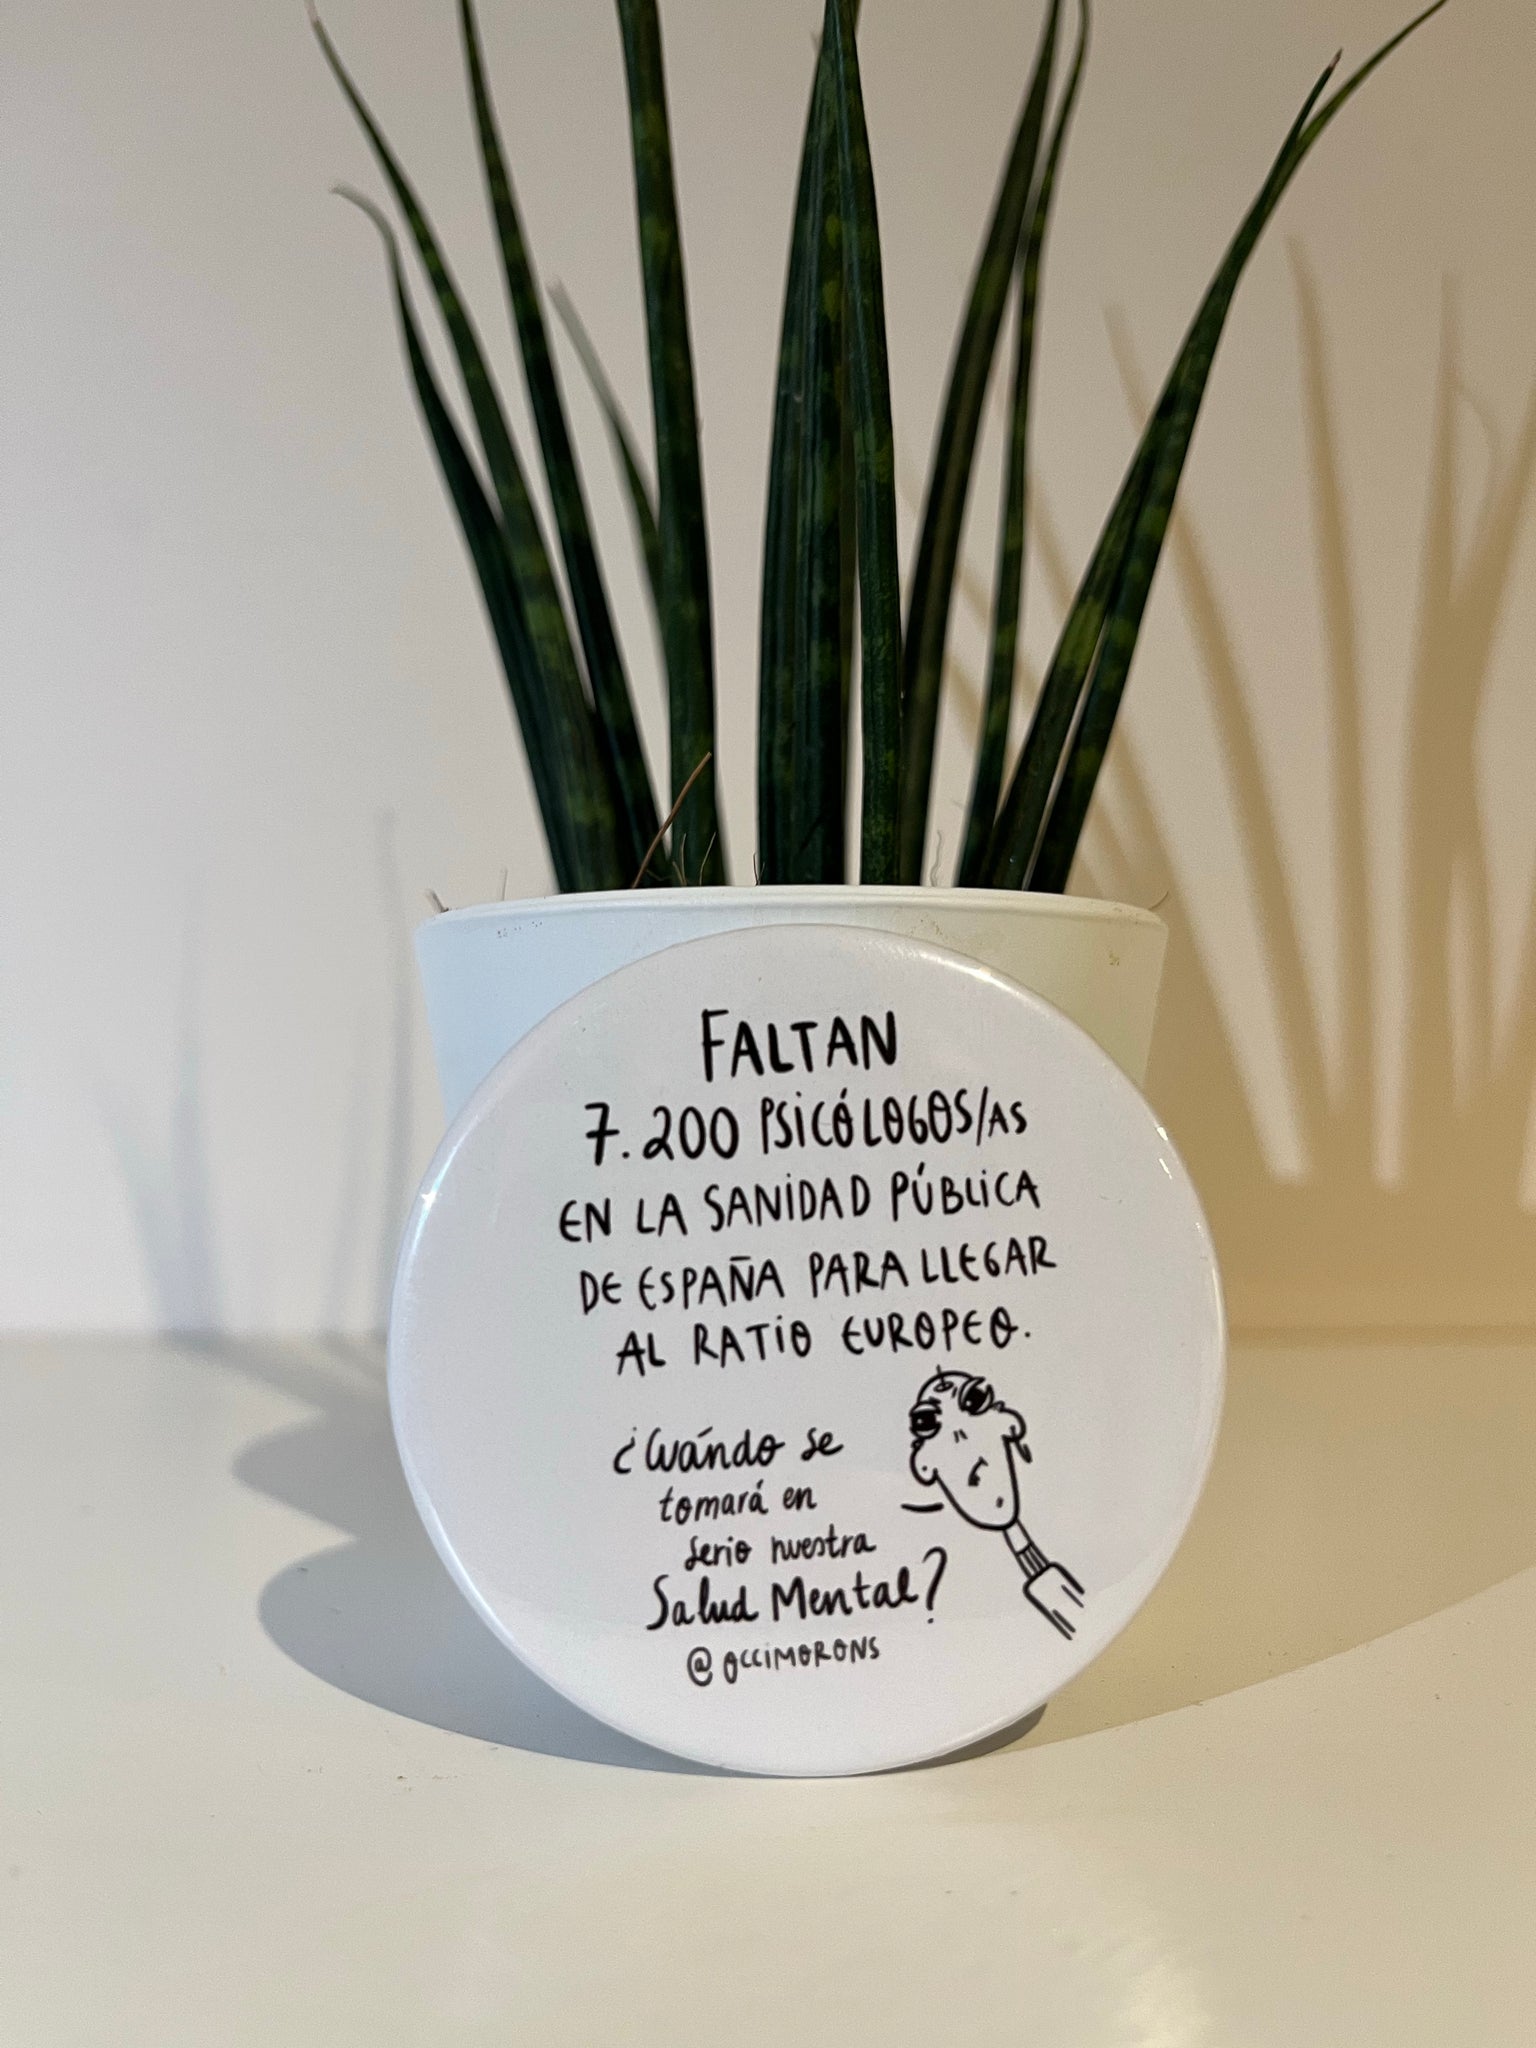 FALTAN
7.200 PSICÓLOGOS/AS
EN LA SANIDAD PÚBLICA
DE ESPAÑA PARA LLEGAR
AL RATIO EUROPEO.
¿Cuándo se
tomará en
serio nuestra
Salud Mental?
@OCCIMORONS